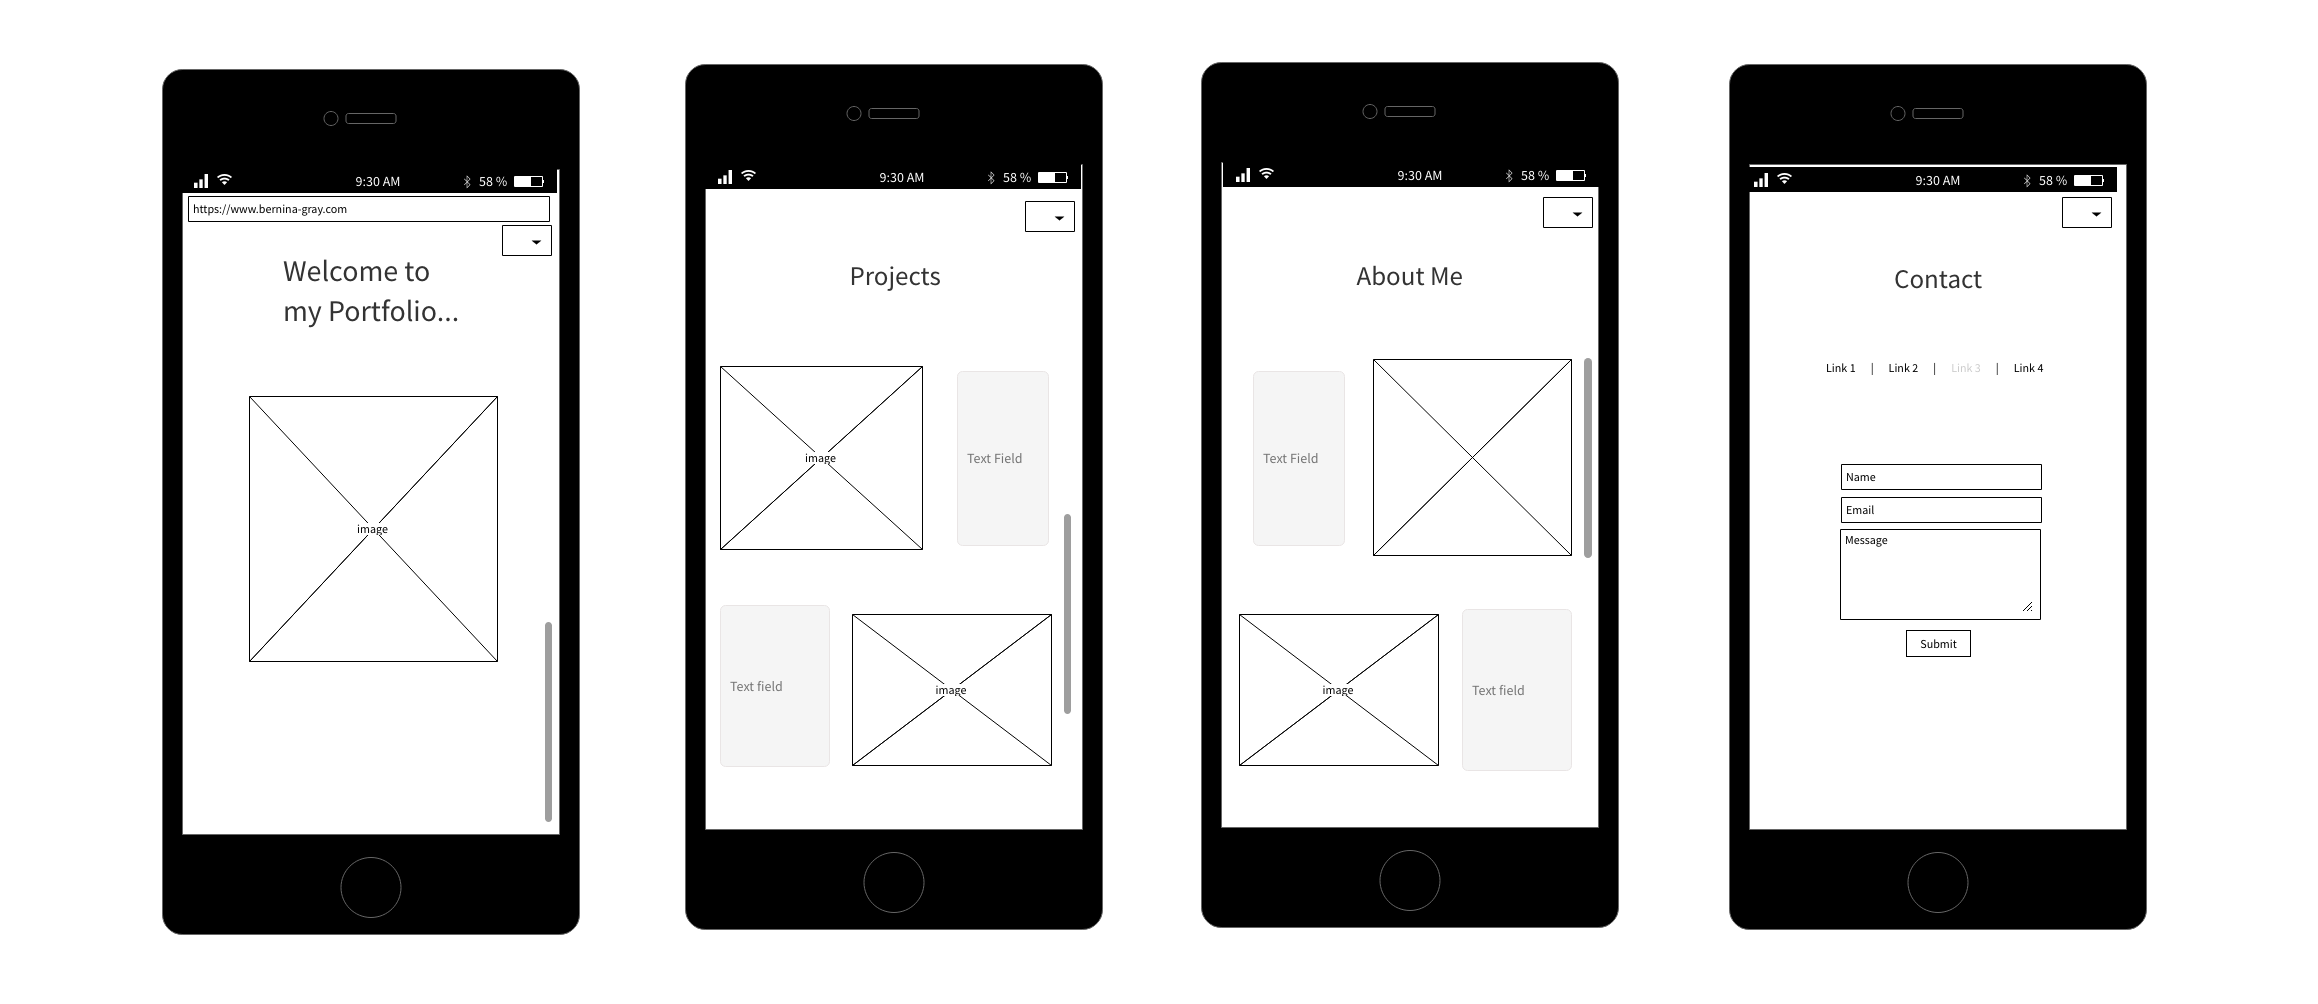 9:30 AM
58 %
https://www.bernina-gray.com
Welcome to
my Portfolio...
image
9:30 AM
58 %
Projects
image
Text Field
Text field
image
9:30 AM
58 %
About Me
Text Field
image
Text field
9:30 AM
58 %
Contact
Link 1 | Link 2 | Link 3 | Link 4
Name
Email
Message
Submit